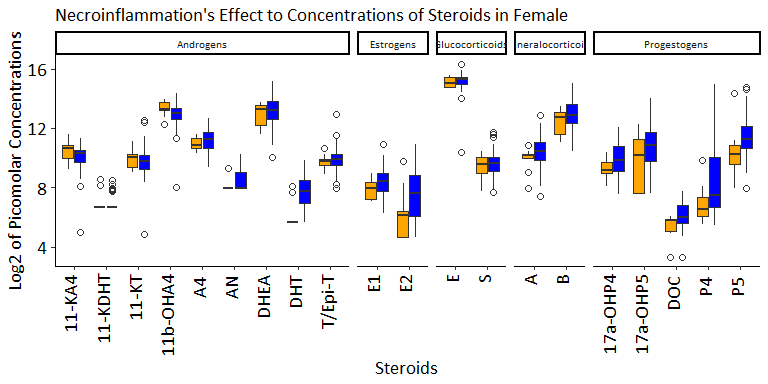 Necroinflammation's Effect to Concentrations of Steroids in Female
Androgens
Estrogens
Glucocorticoids
neralocorticoi
Progestogens
Log2 of Picomolar Concentrations
16
12
8
4
11-KA4
11-KDHT
11-KT
11b-OHA4
A4
AN
DHEA
DHT
T/Epi-T
E1
E2
E
S
A
B
17a-OHP4
17a-OHP5
DOC
P4
P5
Steroids